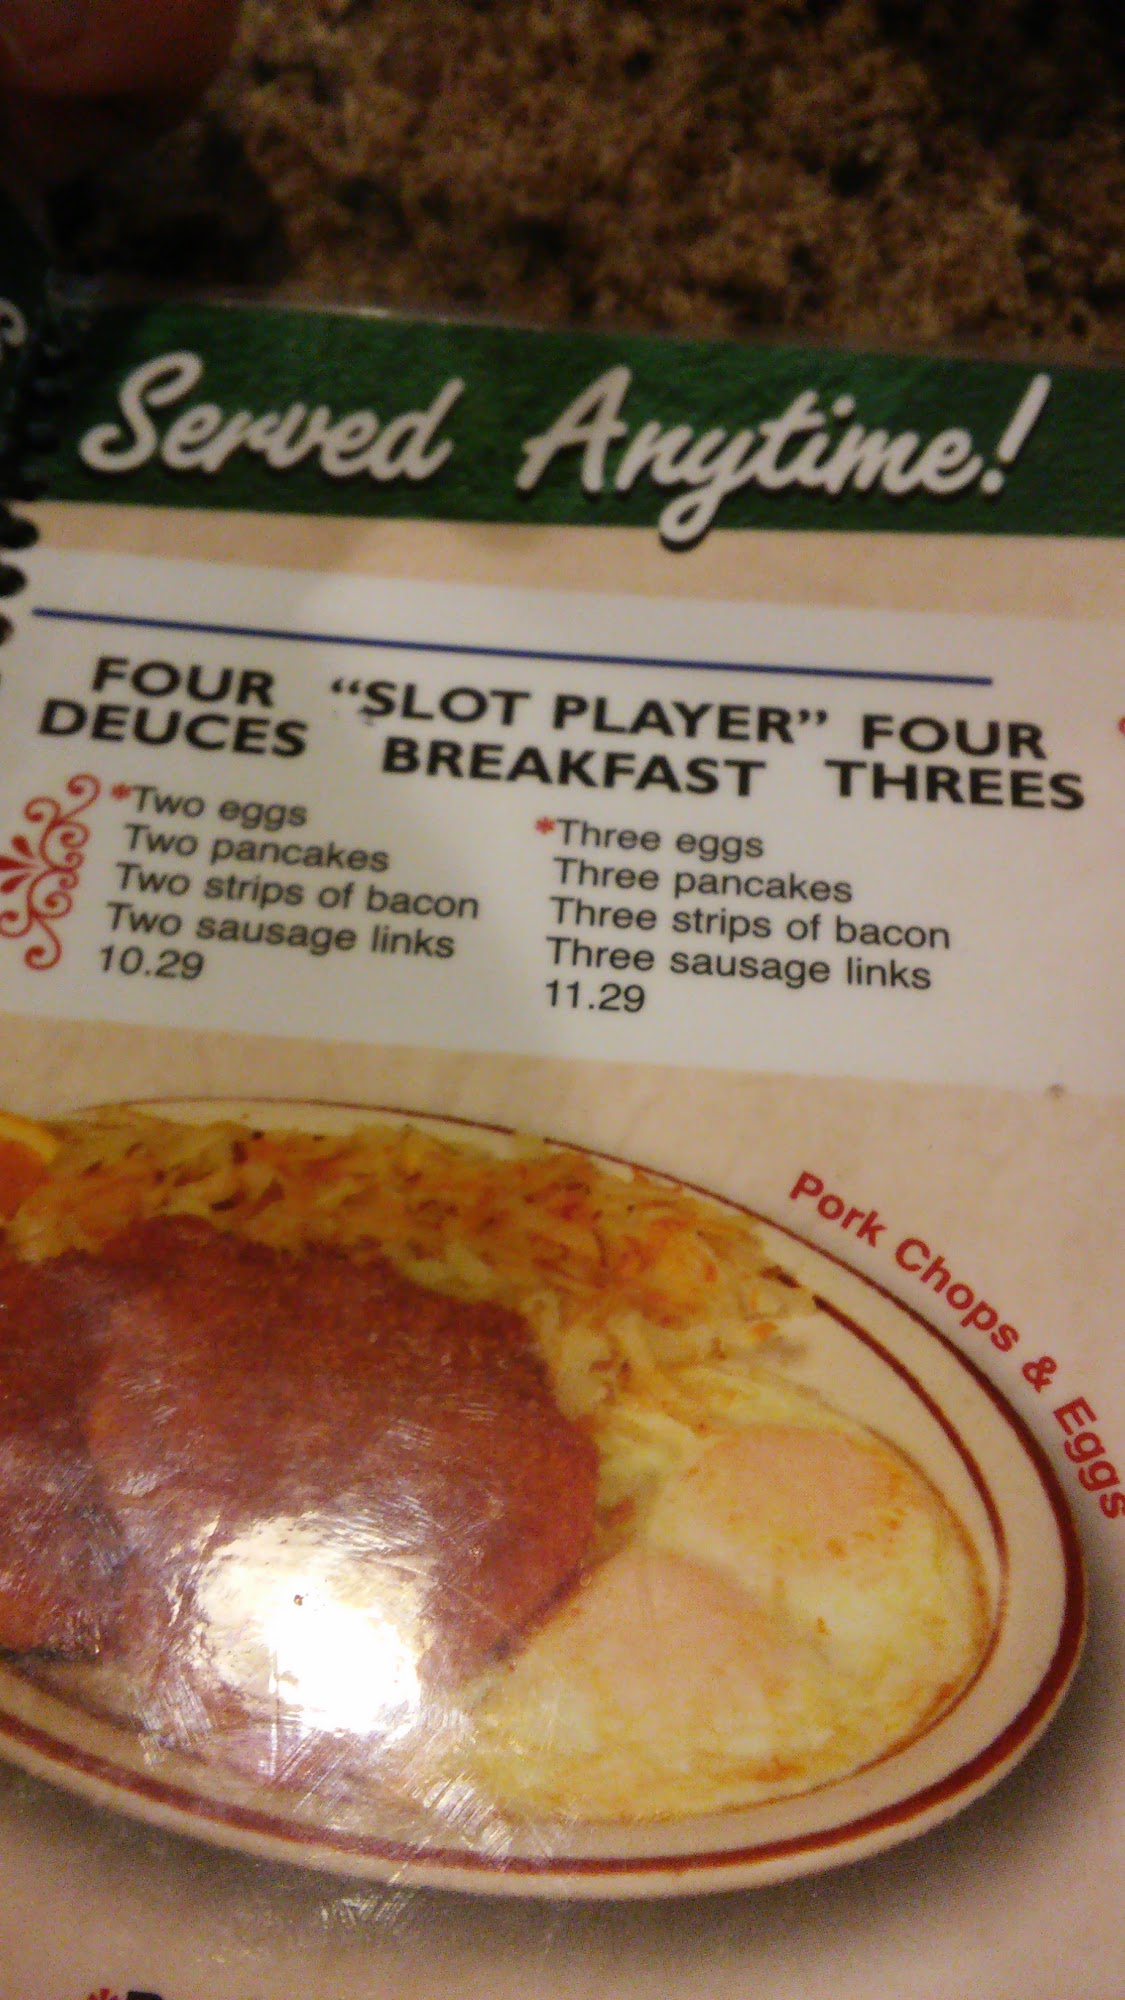 Served Anytime!
FOUR DEUCES
"SLOT PLAYER" BREAKFAST
FOUR THREES
*Two eggs
Two pancakes
Two strips of bacon
Two sausage links
10.29
*Three eggs
Three pancakes
Three strips of bacon
Three sausage links
11.29
Pork Chops & Eggs